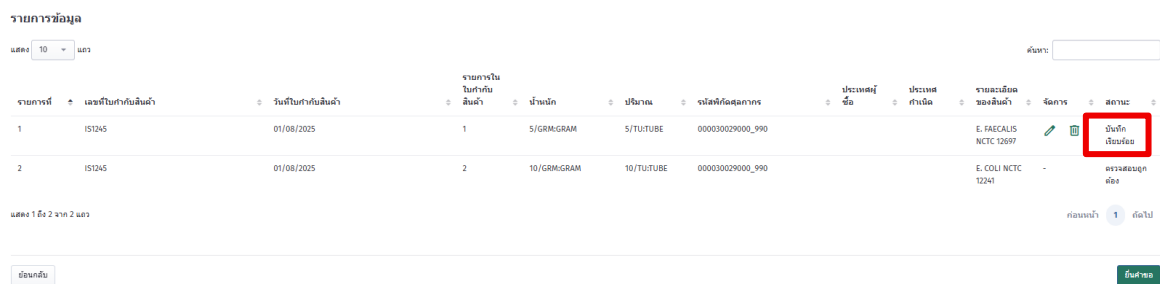 รายการข้อมูล
แสดง 10 แถว
ค้นหา:
รายการที่ เลขที่ใบกำกับสินค้า วันที่ใบกำกับสินค้า รายการใน ใบกำกับ สินค้า น้ำหนัก ปริมาณ รหัสพิกัดศุลกากร ประเทศผู้ ซื้อ ประเทศ กำเนิด รายละเอียด ของสินค้า จัดการ สถานะ
1 IS1245 01/08/2025 1 5/GRM:GRAM 5/TU:TUBE 000030029000_990 E. FAECALIS NCTC 12697 บันทึก เรียบร้อย
2 IS1245 01/08/2025 2 10/GRM:GRAM 10/TU:TUBE 000030029000_990 E. COLI NCTC 12241 - ตรวจสอบถูก ต้อง
แสดง 1 ถึง 2 จาก 2 แถว
ก่อนหน้า 1 ถัดไป
ย้อนกลับ
ยื่นคำขอ